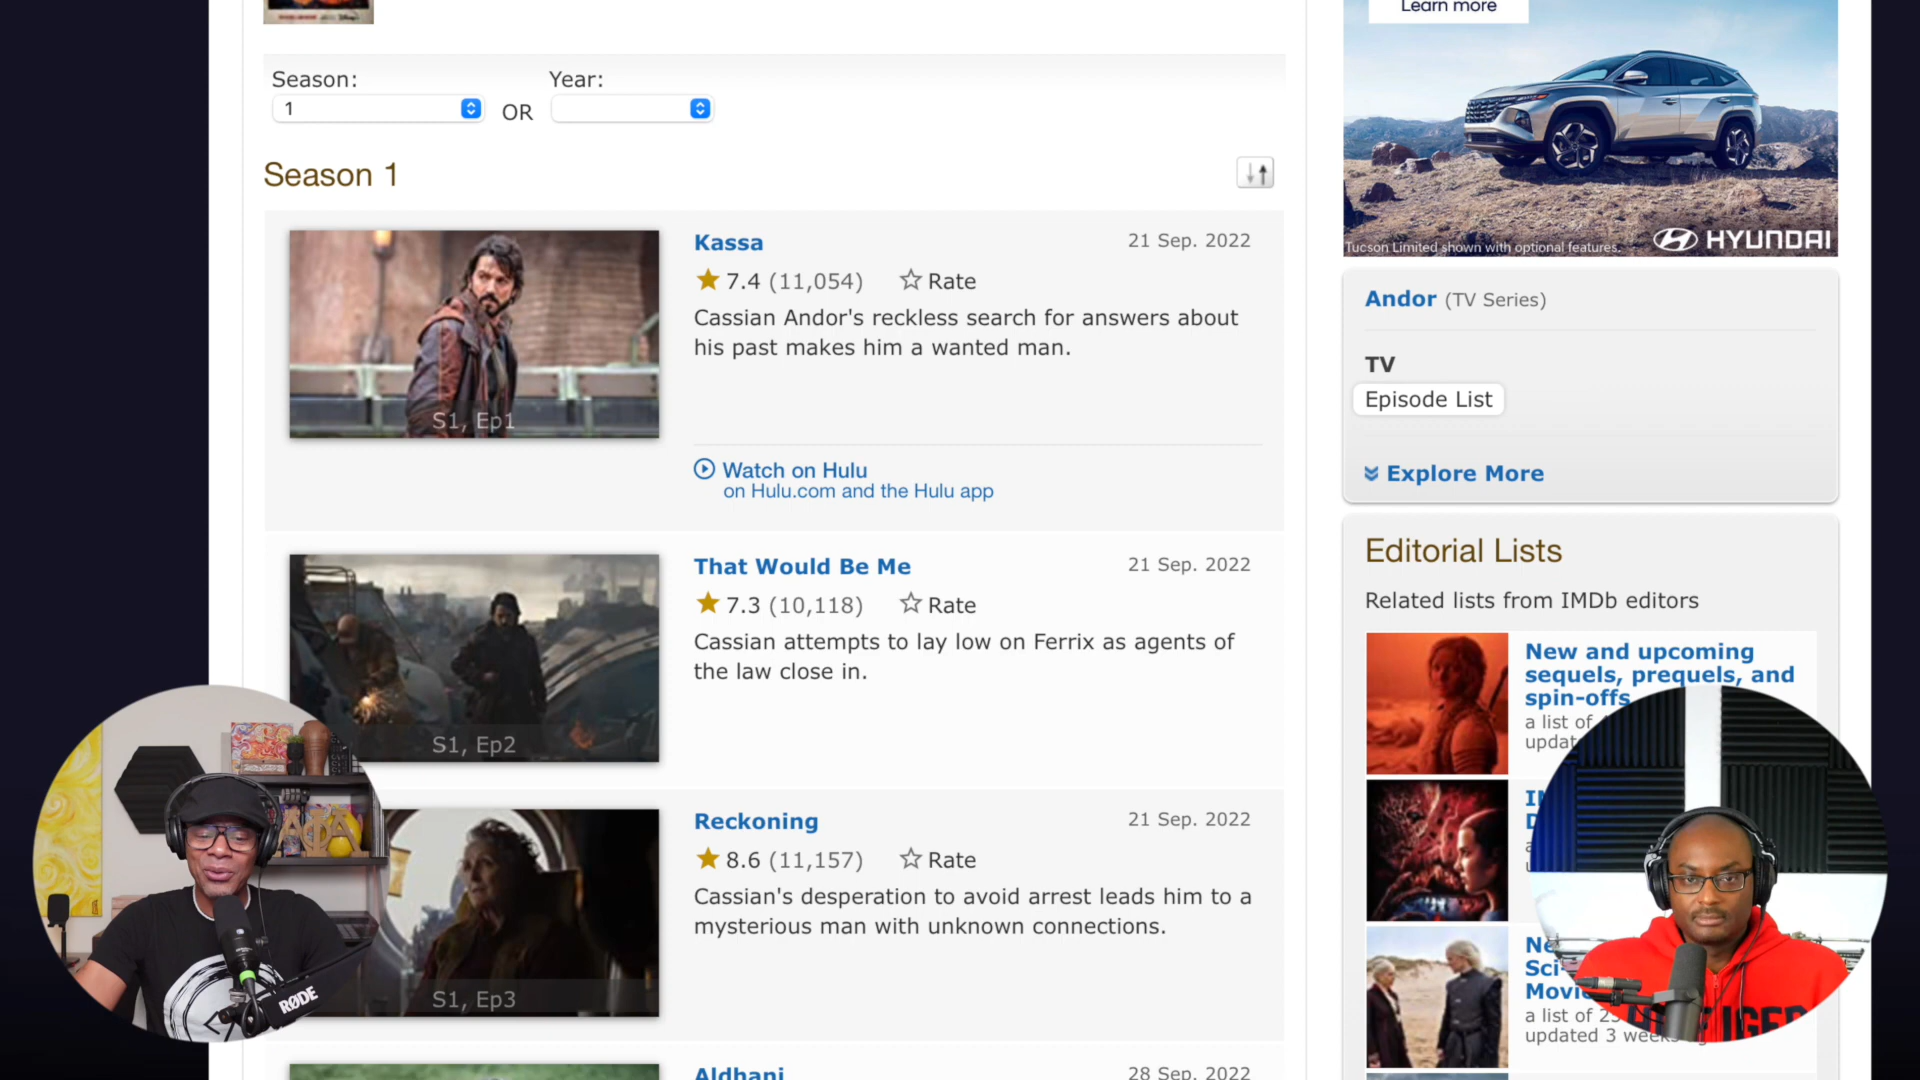 Learn more
Season:
Year:
1
OR
Season 1
Kassa
21 Sep. 2022
7.4 (11,054)
Rate
Cassian Andor's reckless search for answers about
his past makes him a wanted man.
S1, Ep1
Watch on Hulu
on Hulu.com and the Hulu app
That Would Be Me
21 Sep. 2022
7.3 (10,118)
Rate
Cassian attempts to lay low on Ferrix as agents of
the law close in.
S1, Ep2
Reckoning
21 Sep. 2022
8.6 (11,157)
Rate
Cassian's desperation to avoid arrest leads him to a
mysterious man with unknown connections.
S1, Ep3
Aldhani
28 Sep. 2022
Tucson Limited shown with optional features.
HYUNDAI
Andor (TV Series)
TV
Episode List
Explore More
Editorial Lists
Related lists from IMDb editors
New and upcoming
sequels, prequels, and
spin-offs
a list of
a list of
updated 3 weeks
RØDE
ΑΦΑ